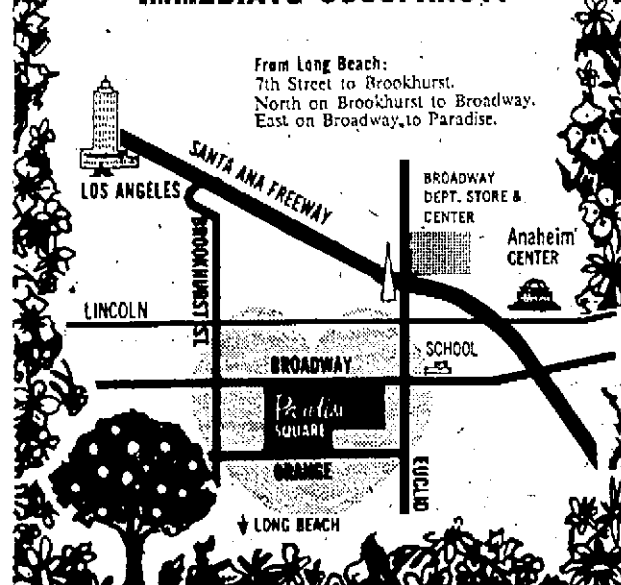 From Long Beach:
7th Street to Brookhurst.
North on Brookhurst to Broadway.
East on Broadway, to Paradise.
LOS ANGELES
SANTA ANA FREEWAY
BROADWAY
DEPT. STORE &
CENTER
Anaheim
CENTER
BROOKHURST ST.
LINCOLN
BROADWAY
SCHOOL
Paradise
SQUARE
ORANGE
EUCLID
LONG BEACH